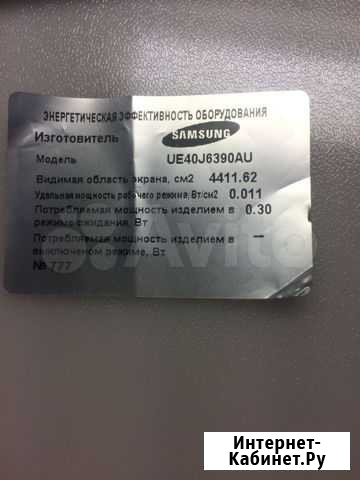 ЭНЕРГЕТИЧЕСКАЯ ЭФФЕКТИВНОСТЬ ОБОРУДОВАНИЯ
Изготовитель SAMSUNG
Модель UE40J6390AU
Видимая область экрана, см2 4411.62
Удельная мощность рабочего режима, Вт/см2 0.011
Потребляемая мощность изделием в 0.30
режиме ожидания, Вт
Потребляемая мощность изделием в —
выключеном режиме, Вт
№ 777
Avito
Интернет-
Кабинет.Ру